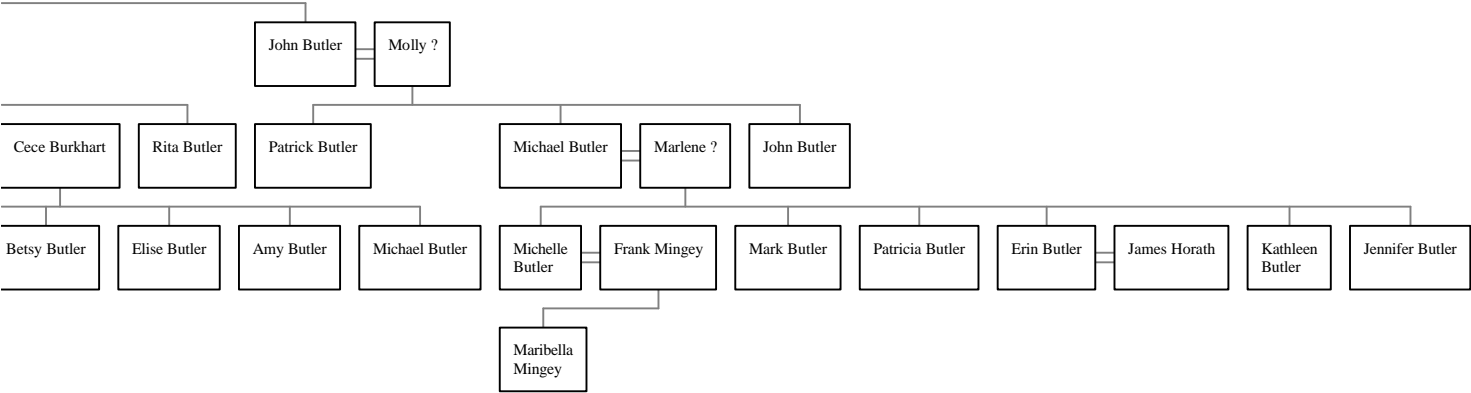 John Butler
Molly ?
Cece Burkhart
Rita Butler
Patrick Butler
Michael Butler
Marlene ?
John Butler
Betsy Butler
Elise Butler
Amy Butler
Michael Butler
Michelle
Butler
Frank Mingey
Mark Butler
Patricia Butler
Erin Butler
James Horath
Kathleen
Butler
Jennifer Butler
Maribella
Mingey